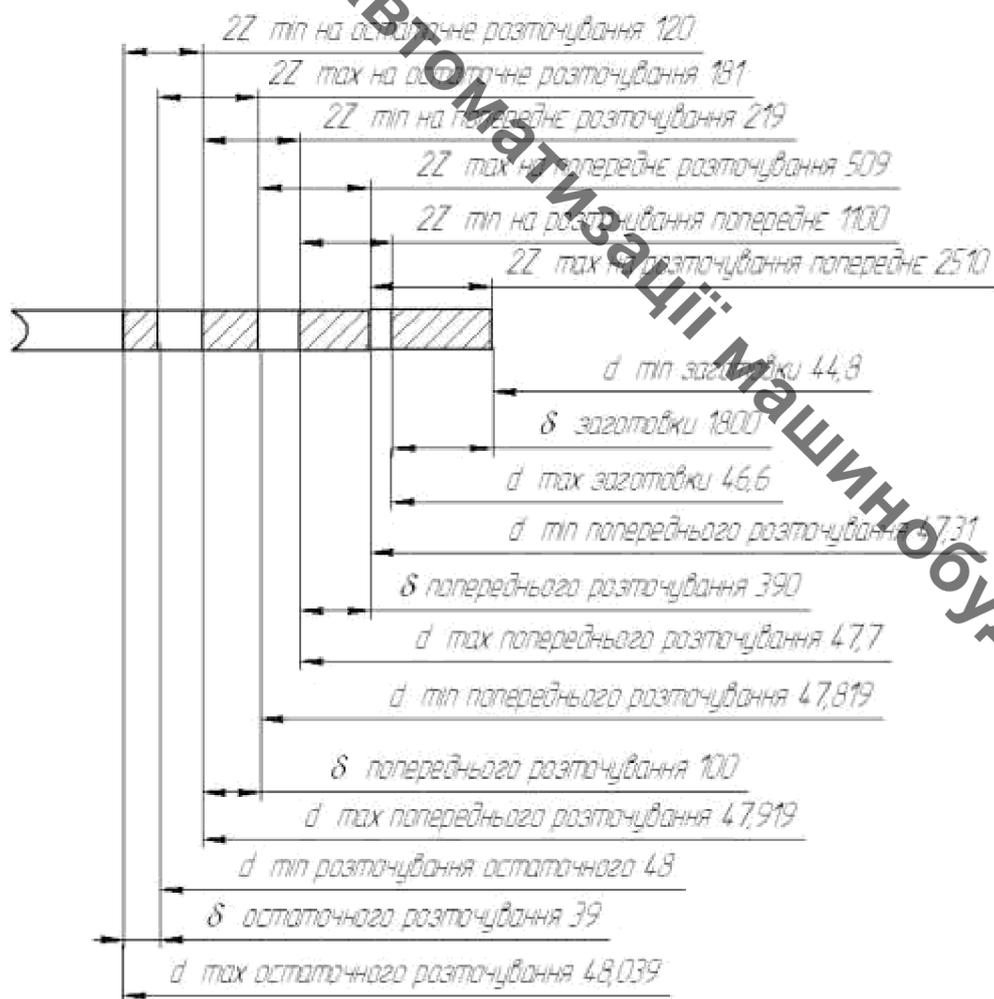 2Z min на остаточне розточування 120
2Z max на остаточне розточування 181
2Z min на попереднє розточування 219
2Z max на попереднє розточування 509
2Z min на розточування попереднє 1100
2Z max на розточування попереднє 2510
d min заготовки 44,8
δ заготовки 1800
d max заготовки 46,6
d min попереднього розточування 47,31
δ попереднього розточування 390
d max попереднього розточування 47,7
d min попереднього розточування 47,819
δ попереднього розточування 100
d max попереднього розточування 47,919
d min розточування остаточного 48
δ остаточного розточування 39
d max остаточного розточування 48,039
автоматизації машинобу